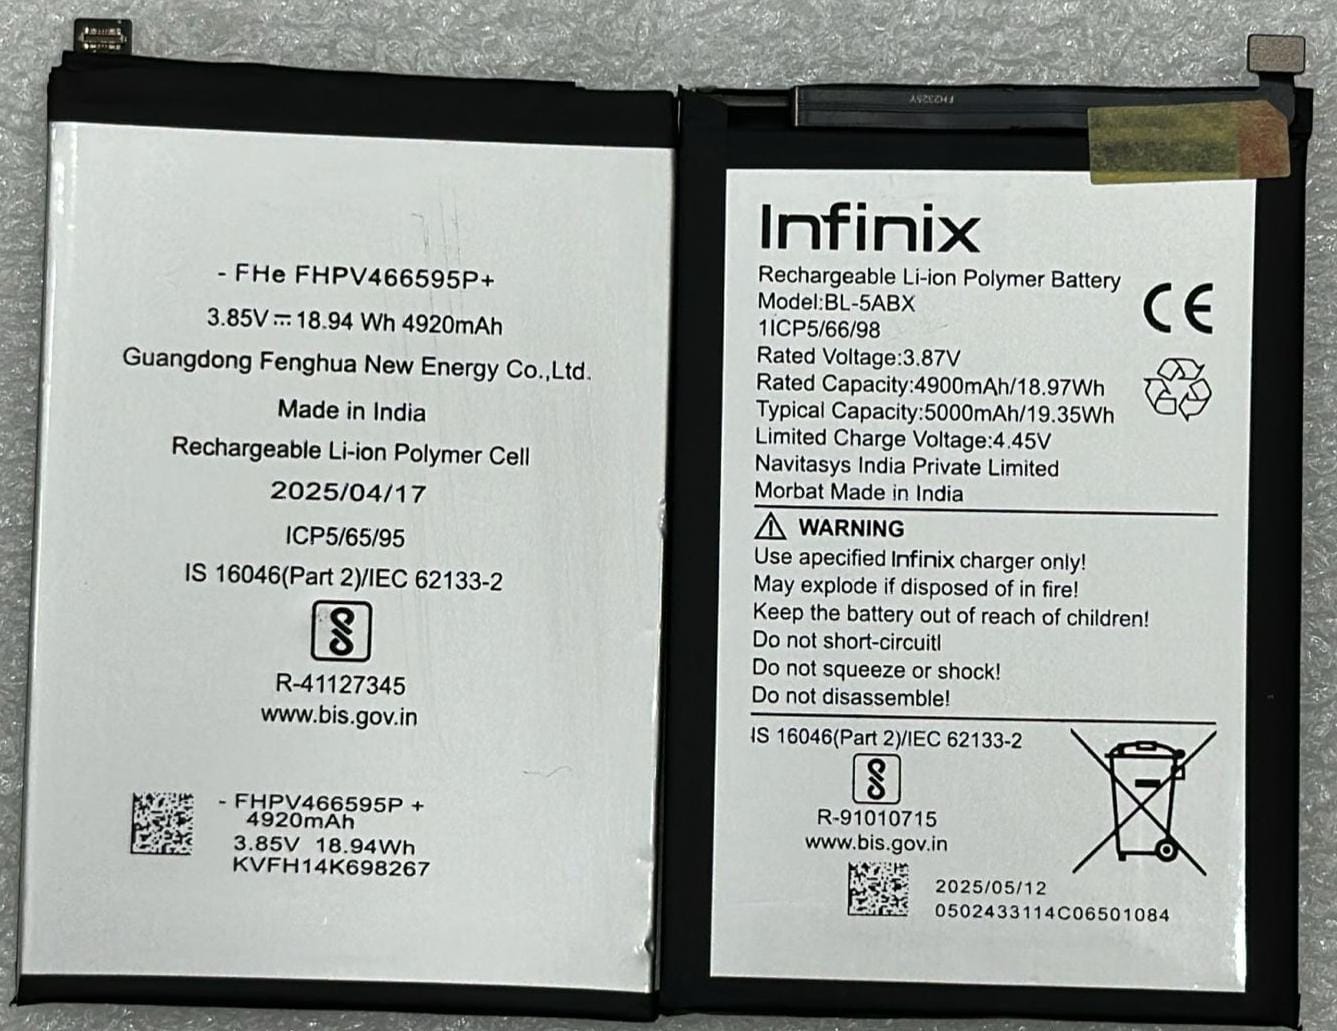 - FHe FHPV466595P+
3.85V⎓18.94 Wh 4920mAh
Guangdong Fenghua New Energy Co.,Ltd.
Made in India
Rechargeable Li-ion Polymer Cell
2025/04/17
ICP5/65/95
IS 16046(Part 2)/IEC 62133-2
R-41127345
www.bis.gov.in
- FHPV466595P +
4920mAh
3.85V 18.94Wh
KVFH14K698267
FH2325Y
Infinix
Rechargeable Li-ion Polymer Battery
Model:BL-5ABX
1ICP5/66/98
Rated Voltage:3.87V
Rated Capacity:4900mAh/18.97Wh
Typical Capacity:5000mAh/19.35Wh
Limited Charge Voltage:4.45V
Navitasys India Private Limited
Morbat Made in India
CE
WARNING
Use apecified Infinix charger only!
May explode if disposed of in fire!
Keep the battery out of reach of children!
Do not short-circuitl
Do not squeeze or shock!
Do not disassemble!
IS 16046(Part 2)/IEC 62133-2
R-91010715
www.bis.gov.in
2025/05/12
0502433114C06501084